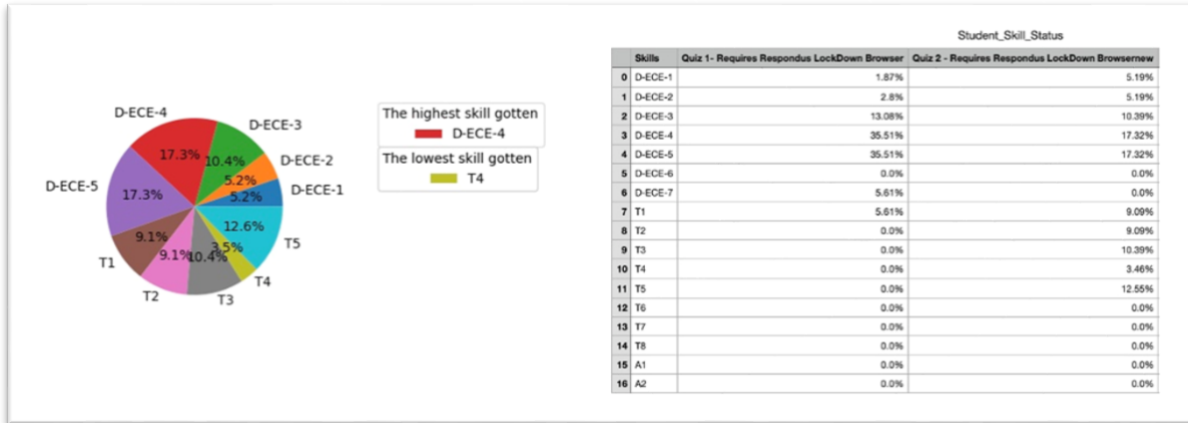 D-ECE-4
D-ECE-3
D-ECE-2
D-ECE-1
D-ECE-5
T1
T2
T3
T4
T5
17.3%
10.4%
5.2%
5.2%
17.3%
12.6%
9.1%
9.1%
10.4%
3.5%
The highest skill gotten
D-ECE-4
The lowest skill gotten
T4
Student_Skill_Status
Skills Quiz 1- Requires Respondus LockDown Browser Quiz 2 - Requires Respondus LockDown Browsernew
0 D-ECE-1 1.87% 5.19%
1 D-ECE-2 2.8% 5.19%
2 D-ECE-3 13.08% 10.39%
3 D-ECE-4 35.51% 17.32%
4 D-ECE-5 35.51% 17.32%
5 D-ECE-6 0.0% 0.0%
6 D-ECE-7 5.61% 0.0%
7 T1 5.61% 9.09%
8 T2 0.0% 9.09%
9 T3 0.0% 10.39%
10 T4 0.0% 3.46%
11 T5 0.0% 12.55%
12 T6 0.0% 0.0%
13 T7 0.0% 0.0%
14 T8 0.0% 0.0%
15 A1 0.0% 0.0%
16 A2 0.0% 0.0%